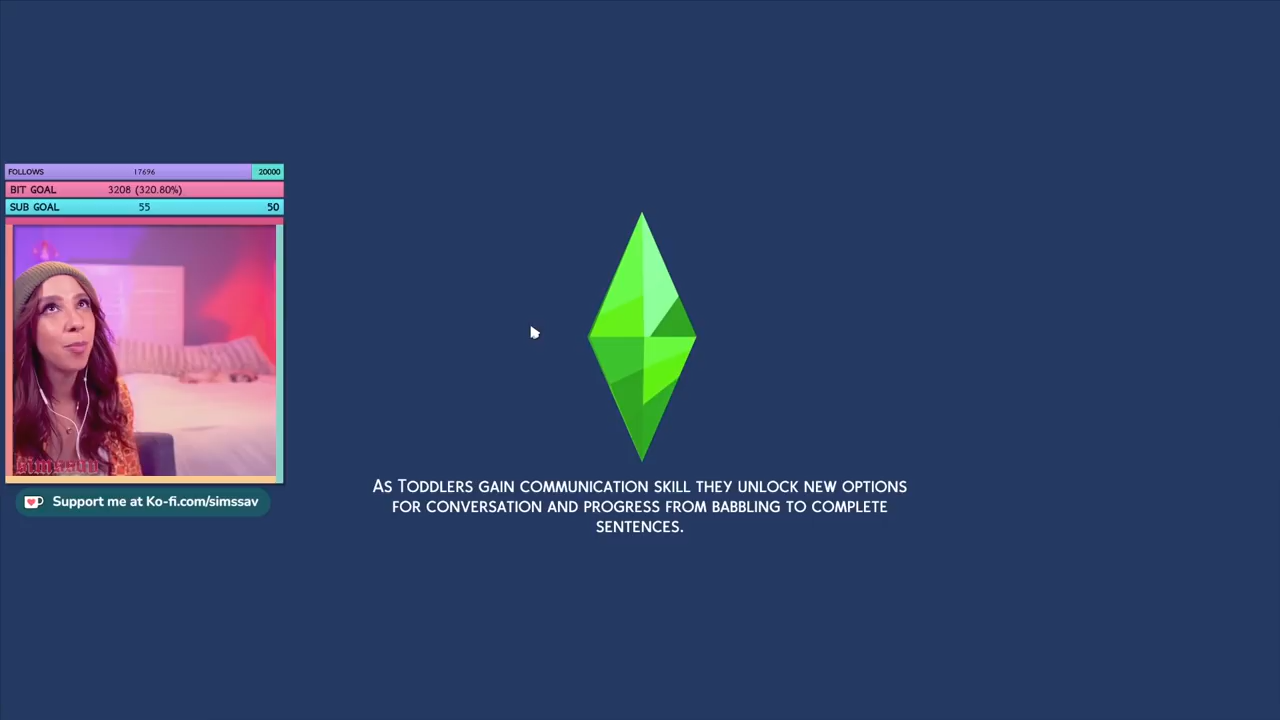 FOLLOWS 17696 20000
BIT GOAL 3208 (320.80%)
SUB GOAL 55 50
simssav
Support me at Ko-fi.com/simssav
AS TODDLERS GAIN COMMUNICATION SKILL THEY UNLOCK NEW OPTIONS
FOR CONVERSATION AND PROGRESS FROM BABBLING TO COMPLETE
SENTENCES.